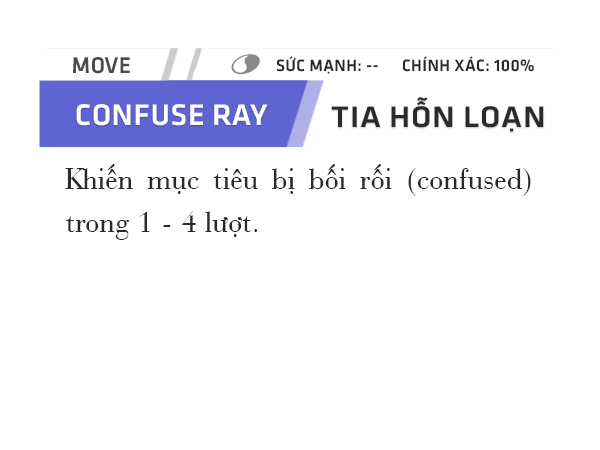 MOVE SỨC MẠNH: -- CHÍNH XÁC: 100%
CONFUSE RAY TIA HỖN LOẠN
Khiến mục tiêu bị bối rối (confused)
trong 1 - 4 lượt.